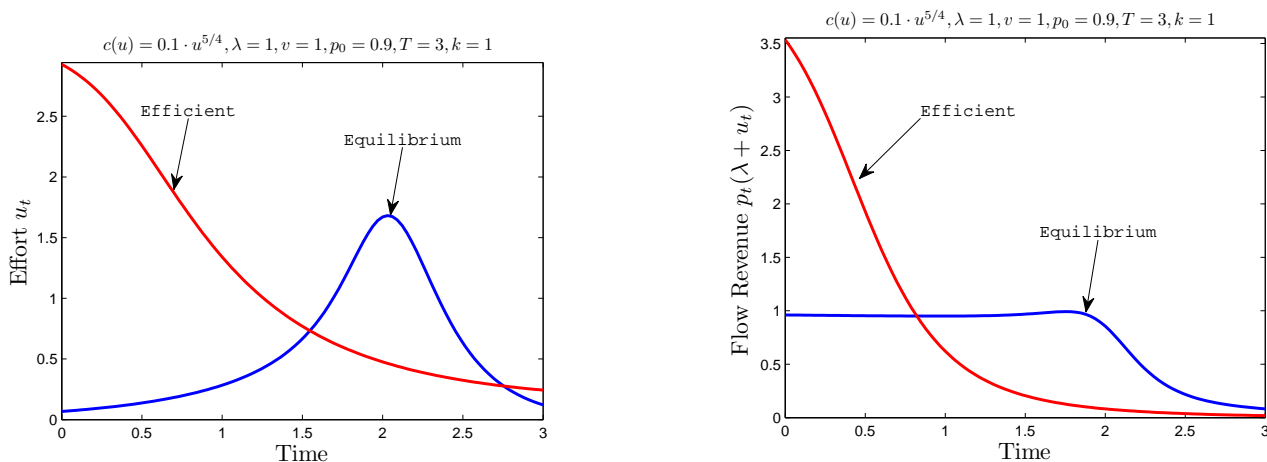 c(u) = 0.1 · u^{5/4}, λ = 1, v = 1, p_0 = 0.9, T = 3, k = 1
Effort u_t
2.5
2
1.5
1
0.5
0
Efficient
Equilibrium
0 0.5 1 1.5 2 2.5 3
Time
c(u) = 0.1 · u^{5/4}, λ = 1, v = 1, p_0 = 0.9, T = 3, k = 1
Flow Revenue p_t(λ + u_t)
3.5
3
2.5
2
1.5
1
0.5
0
Efficient
Equilibrium
0 0.5 1 1.5 2 2.5 3
Time